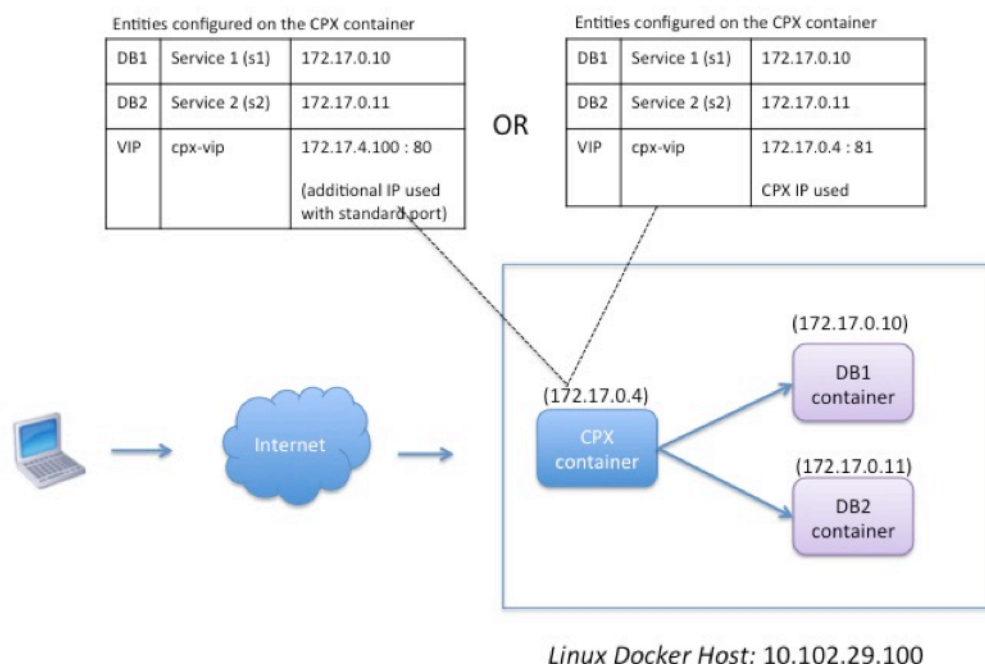 Entities configured on the CPX container
DB1 Service 1 (s1) 172.17.0.10
DB2 Service 2 (s2) 172.17.0.11
VIP cpx-vip 172.17.4.100 : 80
(additional IP used
with standard port)
OR
Entities configured on the CPX container
DB1 Service 1 (s1) 172.17.0.10
DB2 Service 2 (s2) 172.17.0.11
VIP cpx-vip 172.17.0.4 : 81
CPX IP used
Internet
(172.17.0.4)
CPX
container
(172.17.0.10)
DB1
container
(172.17.0.11)
DB2
container
Linux Docker Host: 10.102.29.100